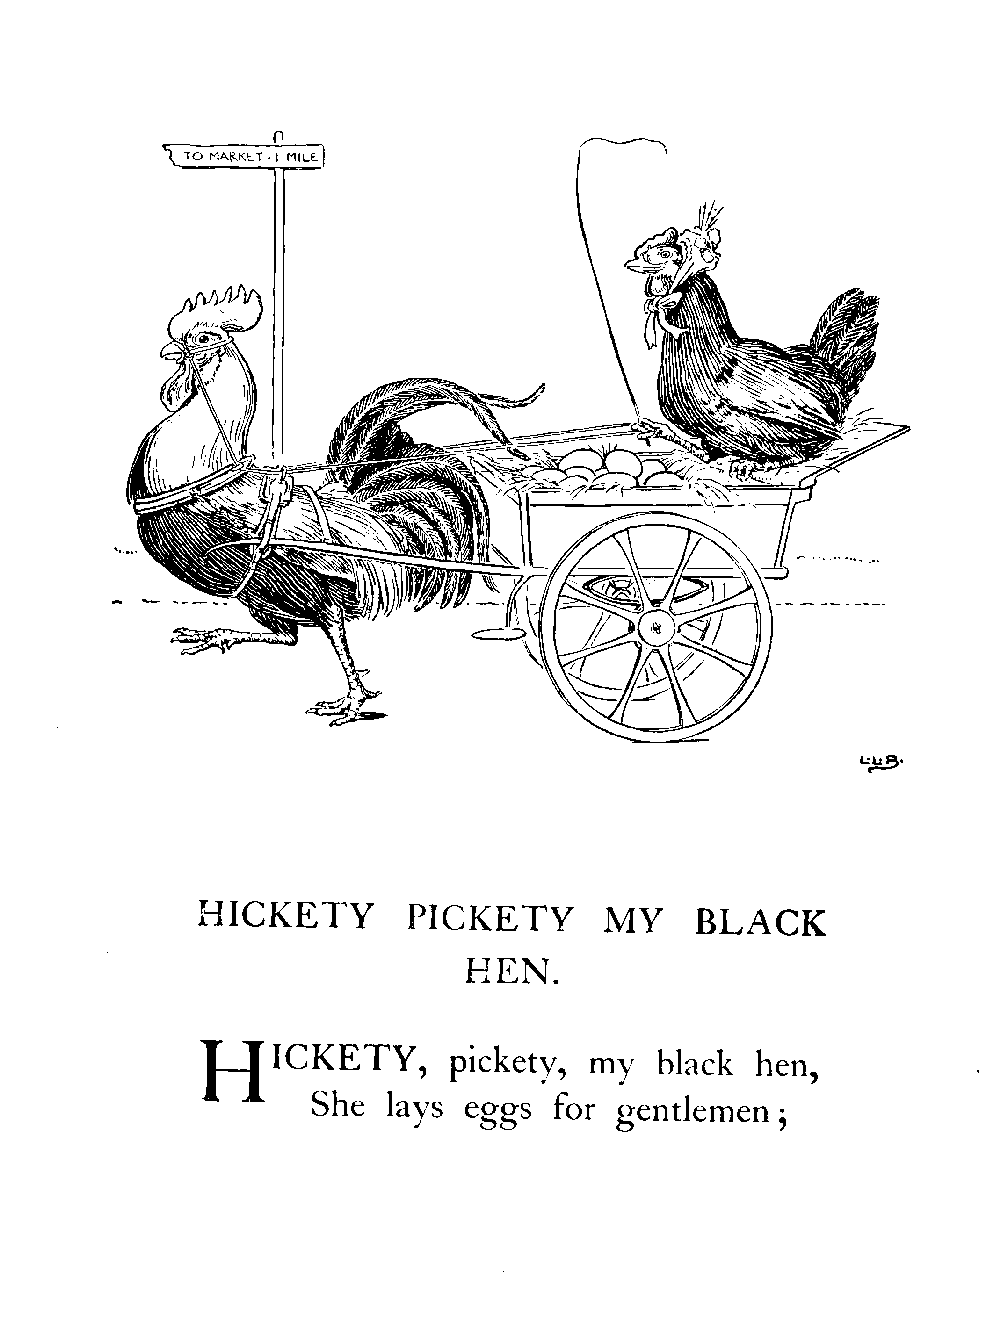 TO MARKET · 1 MILE
L.L.B.
HICKETY PICKETY MY BLACK
HEN.
HICKETY, pickety, my black hen,
She lays eggs for gentlemen;